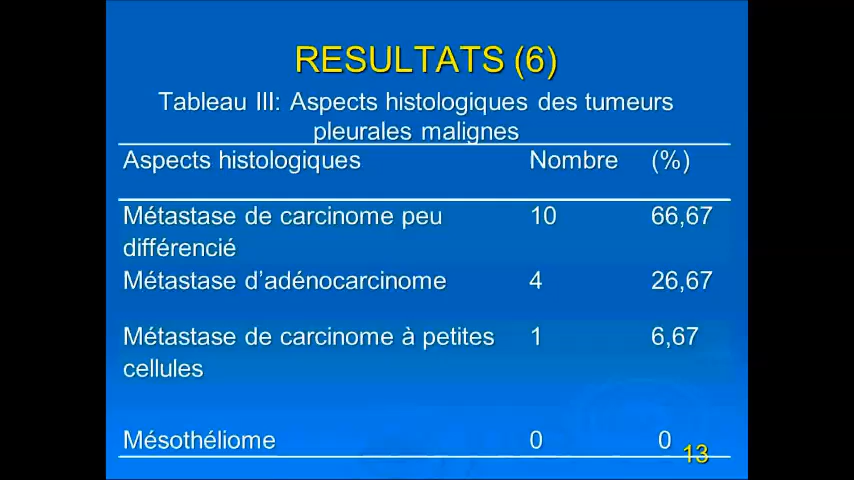 RESULTATS (6)
Tableau III: Aspects histologiques des tumeurs
pleurales malignes
Aspects histologiques Nombre (%)
Métastase de carcinome peu 10 66,67
différencié
Métastase d'adénocarcinome 4 26,67
Métastase de carcinome à petites 1 6,67
cellules
Mésothéliome 0 0
13